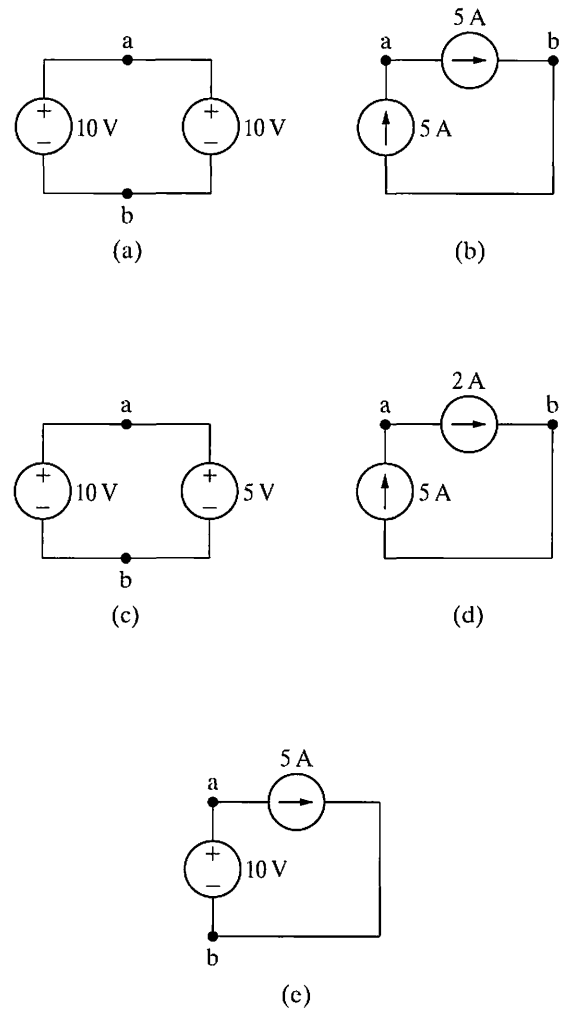 a
+ +
10 V 10 V
− −
b
(a)
5 A
a b
5 A
(b)
a
+ +
10 V 5 V
− −
b
(c)
2 A
a b
5 A
(d)
5 A
a
+
10 V
−
b
(e)